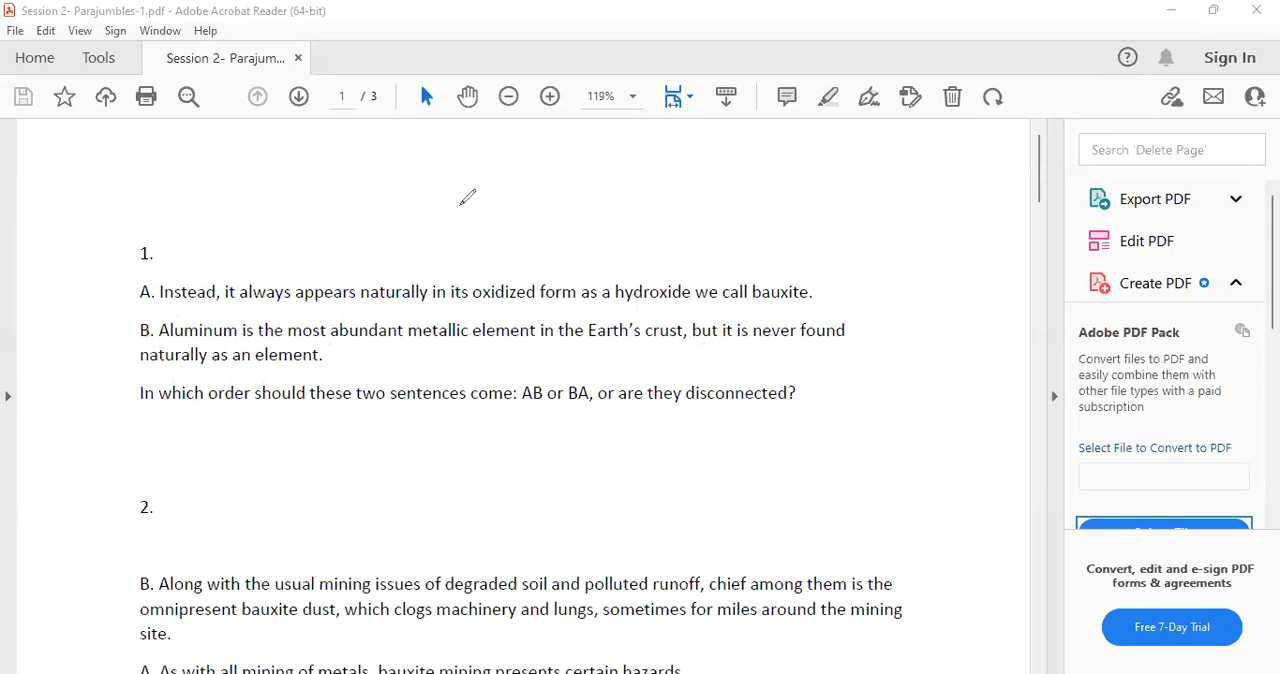 Session 2- Parajumbles-1.pdf - Adobe Acrobat Reader (64-bit)
File Edit View Sign Window Help
Home Tools Session 2- Parajum... × Sign In
1 / 3 119%
Search 'Delete Page'
Export PDF
Edit PDF
Create PDF
Adobe PDF Pack
Convert files to PDF and
easily combine them with
other file types with a paid
subscription
Select File to Convert to PDF
Convert, edit and e-sign PDF
forms & agreements
Free 7-Day Trial
1.
A. Instead, it always appears naturally in its oxidized form as a hydroxide we call bauxite.
B. Aluminum is the most abundant metallic element in the Earth’s crust, but it is never found
naturally as an element.
In which order should these two sentences come: AB or BA, or are they disconnected?
2.
B. Along with the usual mining issues of degraded soil and polluted runoff, chief among them is the
omnipresent bauxite dust, which clogs machinery and lungs, sometimes for miles around the mining
site.
A. As with all mining of metals, bauxite mining presents certain hazards.